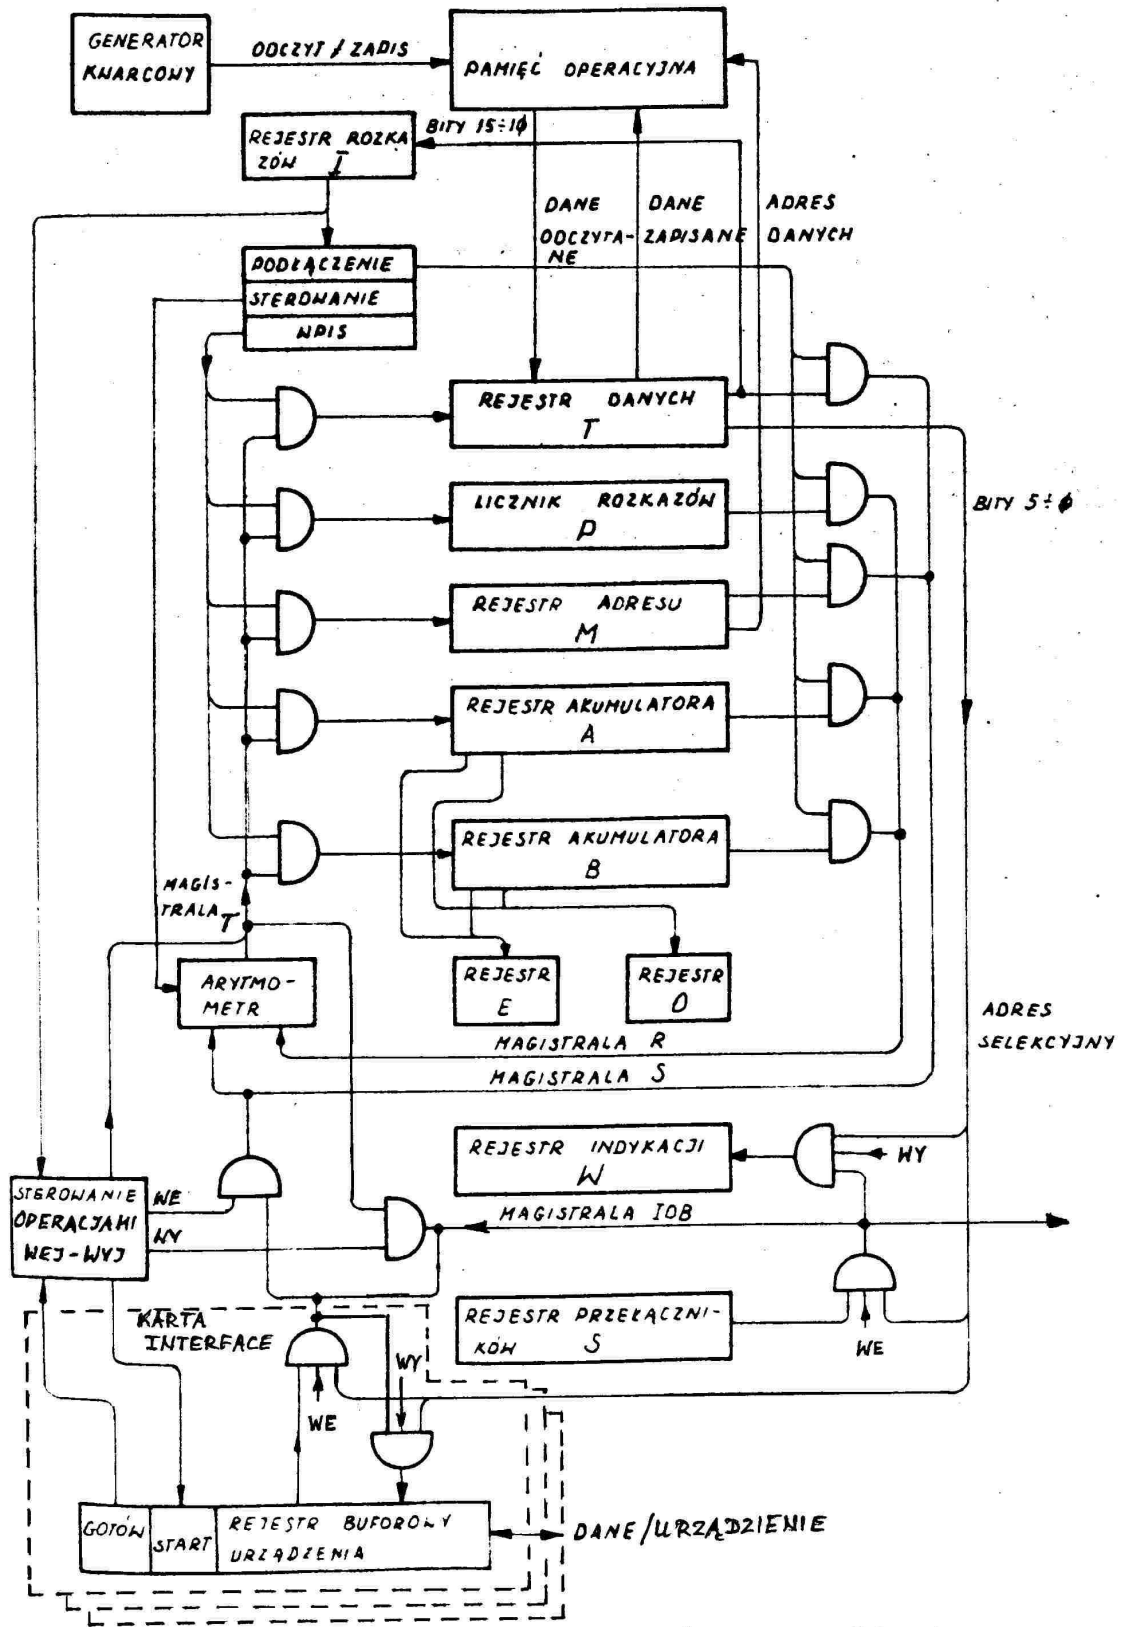 GENERATOR
KWARCOWY
ODCZYT / ZAPIS
PAMIĘĆ OPERACYJNA
REJESTR ROZKA
ZÓW I
BITY 15÷1ϕ
DANE
ODCZYTA-
NE
DANE
ZAPISANE
ADRES
DANYCH
PODŁĄCZENIE
STEROWANIE
WPIS
REJESTR DANYCH
T
LICZNIK ROZKAZÓW
P
BITY 5÷ϕ
REJESTR ADRESU
M
REJESTR AKUMULATORA
A
REJESTR AKUMULATORA
B
MAGIS-
TRALA T
ARYTMO-
METR
REJESTR
E
REJESTR
O
ADRES
SELEKCYJNY
MAGISTRALA R
MAGISTRALA S
REJESTR INDYKACJI
W
WY
STEROWANIE
OPERACJAMI
WEJ-WYJ
WE
WY
MAGISTRALA IOB
REJESTR PRZEŁĄCZNI-
KÓW S
WE
KARTA
INTERFACE
WY
WE
GOTÓW
START
REJESTR BUFOROWY
URZĄDZENIA
DANE/URZĄDZIENIE